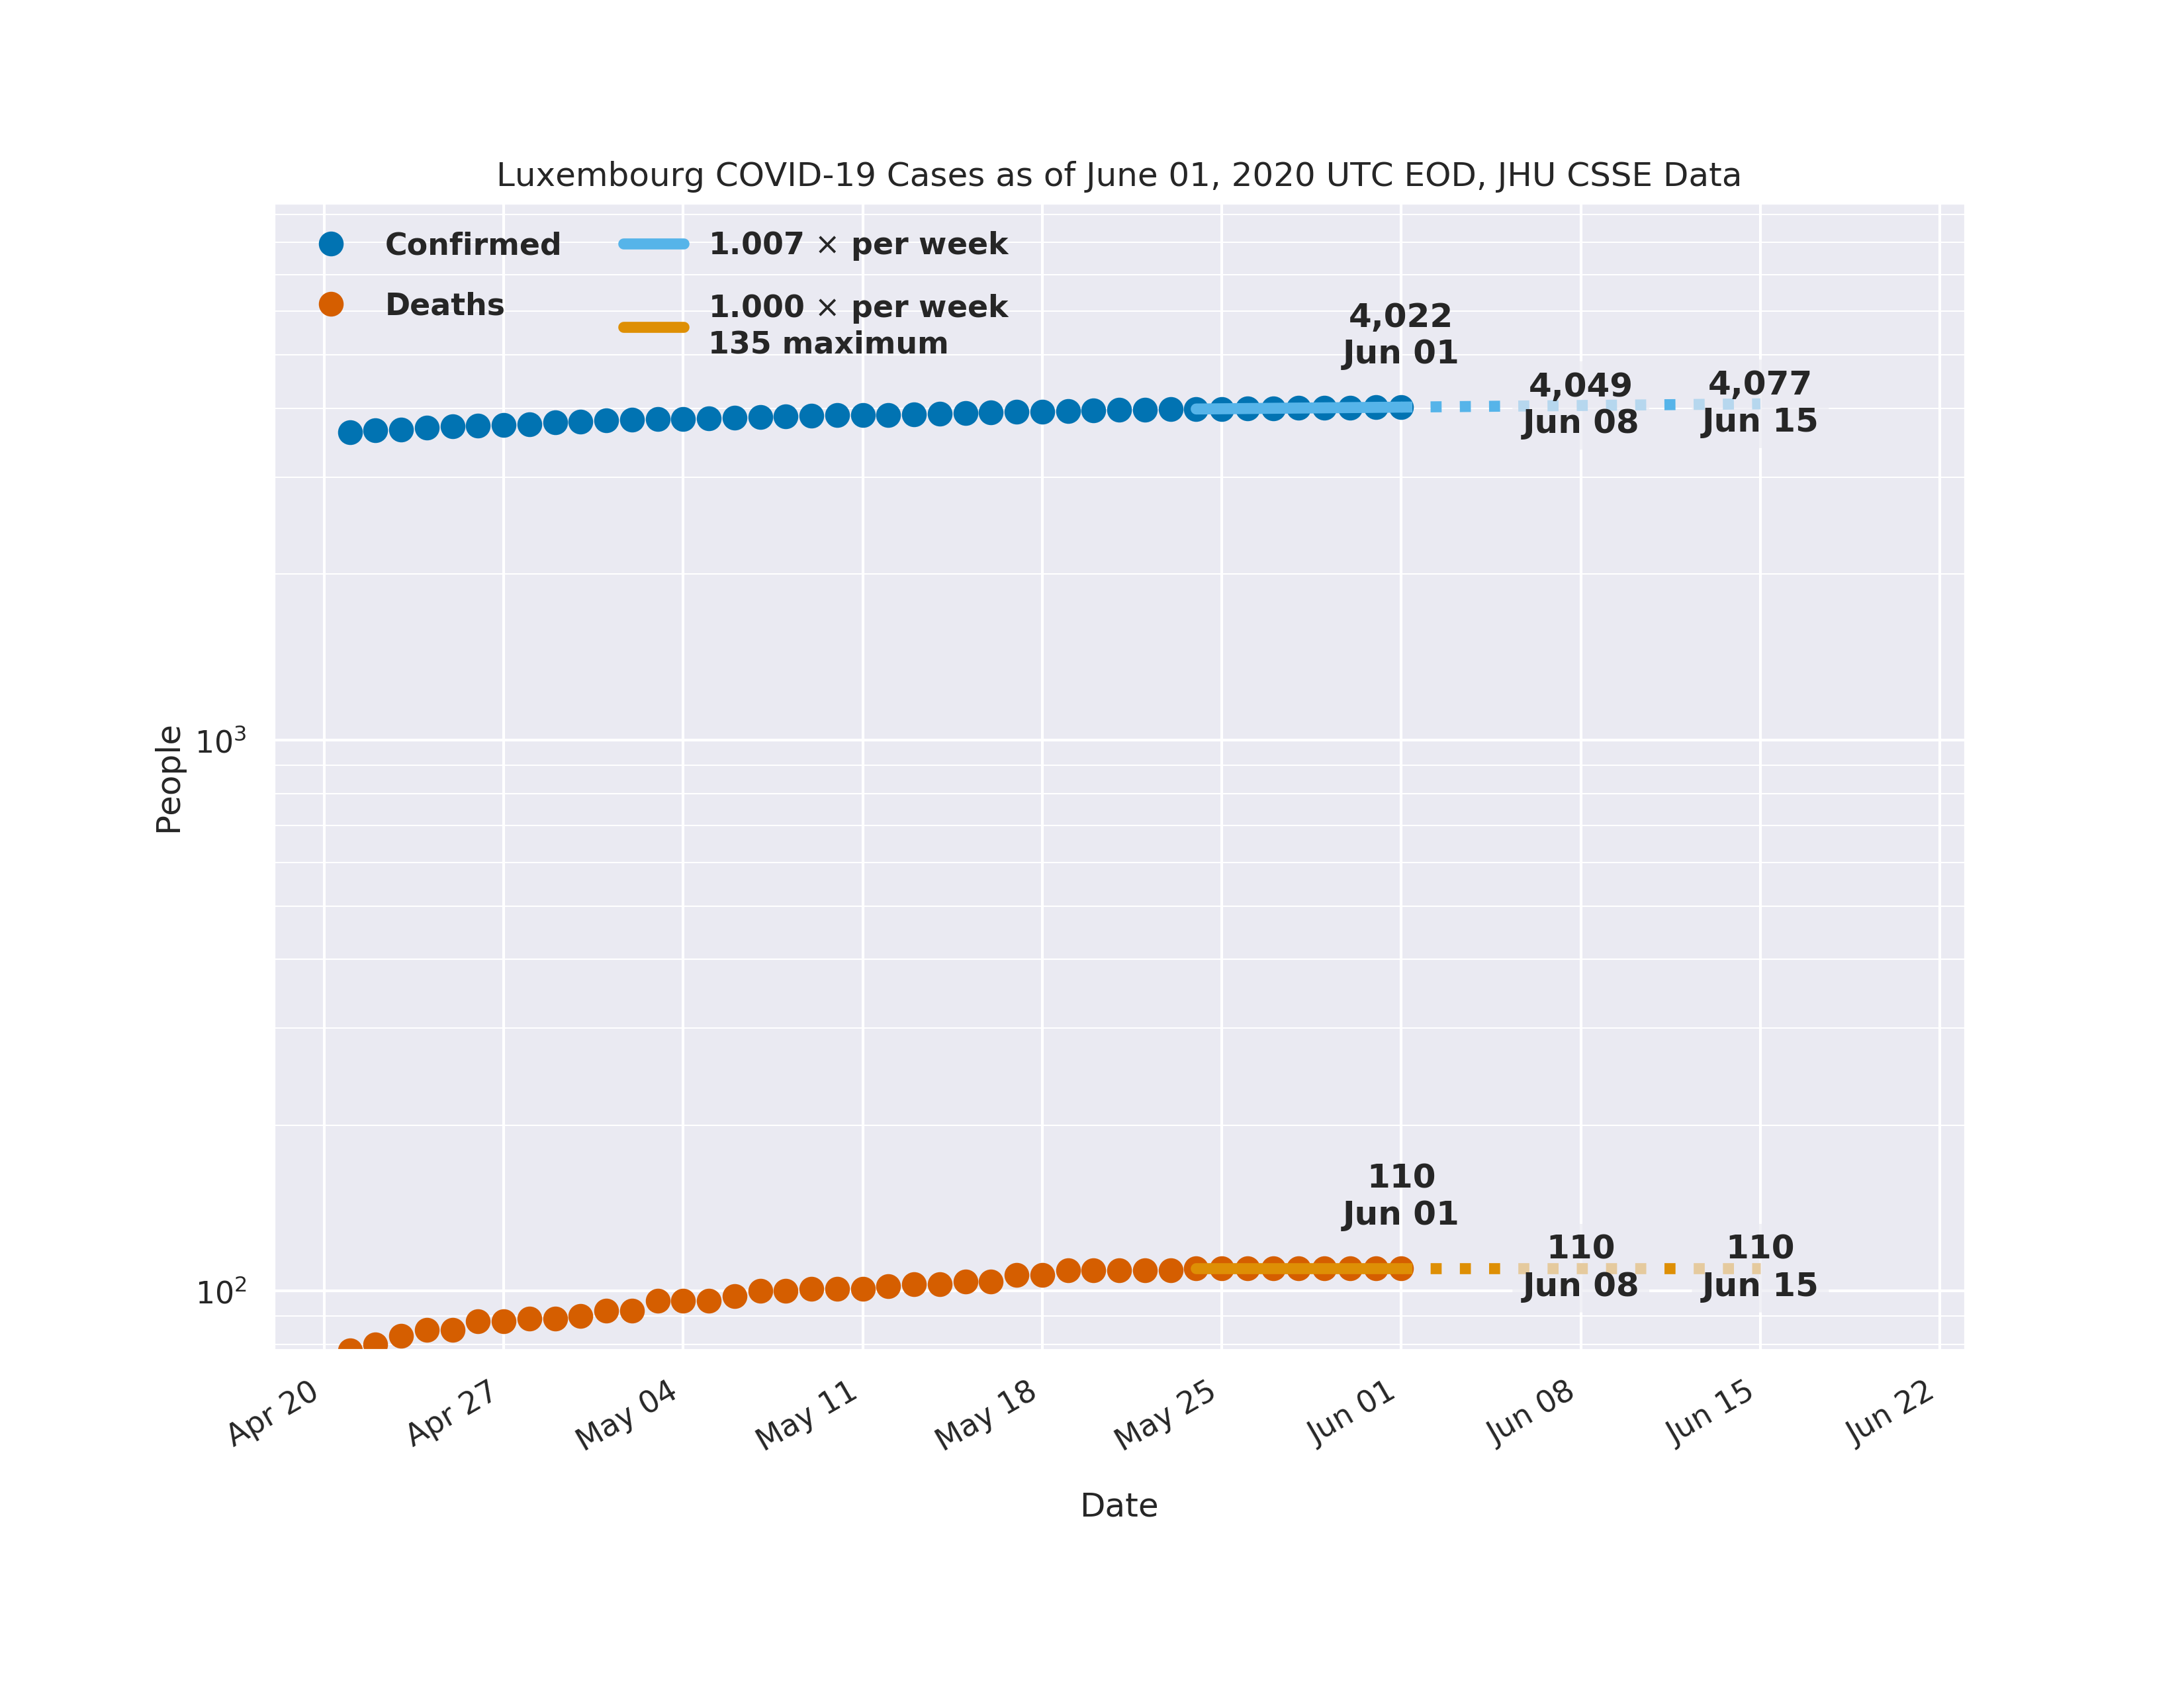 Luxembourg COVID-19 Cases as of June 01, 2020 UTC EOD, JHU CSSE Data
Confirmed
Deaths
1.007 × per week
1.000 × per week
135 maximum
4,022
Jun 01
4,049
Jun 08
4,077
Jun 15
110
Jun 01
110
Jun 08
110
Jun 15
People
10³
10²
Apr 20
Apr 27
May 04
May 11
May 18
May 25
Jun 01
Jun 08
Jun 15
Jun 22
Date